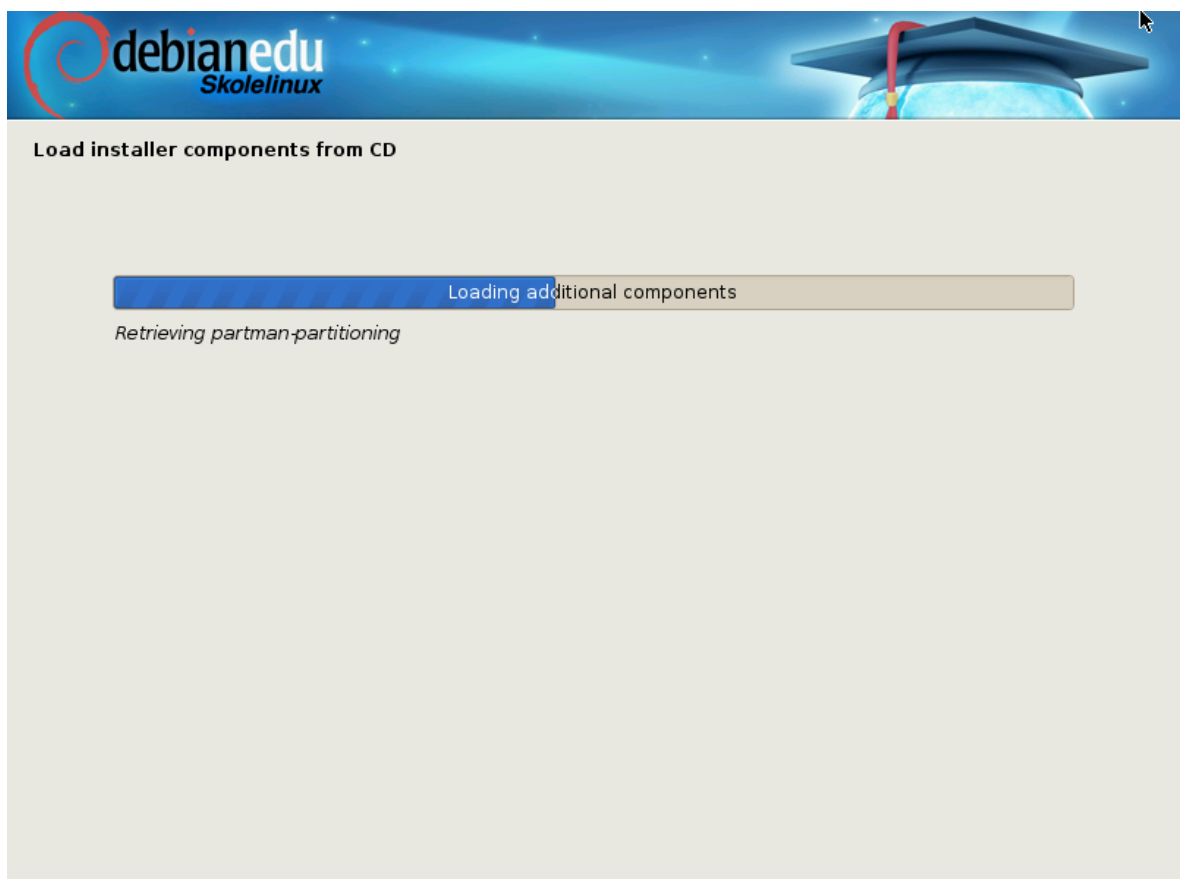 debianedu
Skolelinux
Load installer components from CD
Loading additional components
Retrieving partman-partitioning